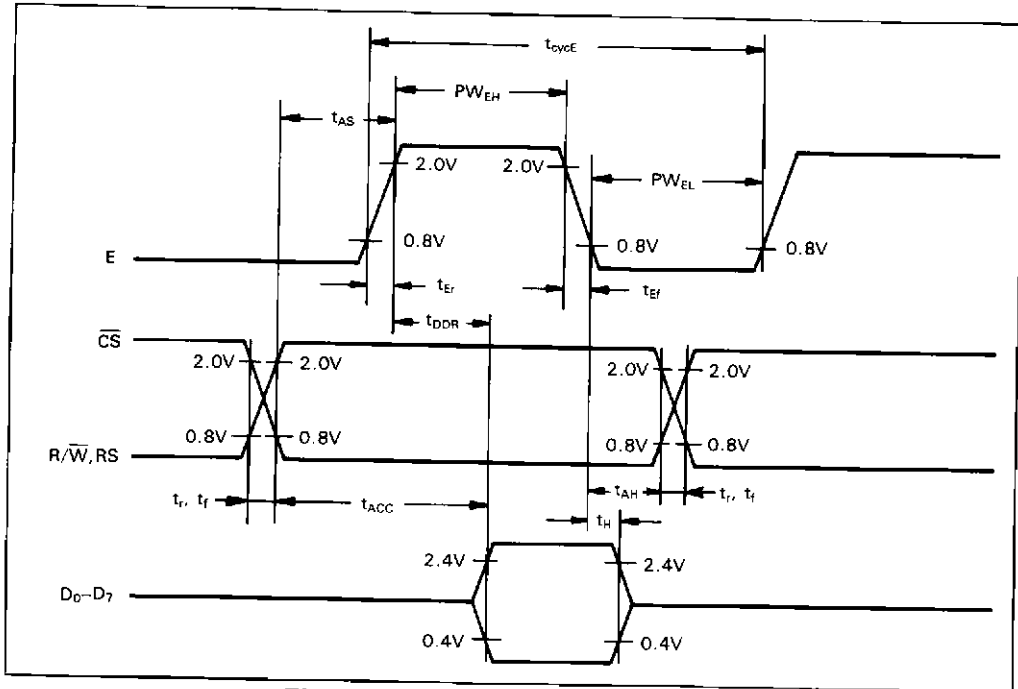 tcycE
PWEH
tAS
2.0V 2.0V
PWEL
0.8V 0.8V 0.8V
E
tEr tEf
tDDR
CS
2.0V 2.0V 2.0V 2.0V
0.8V 0.8V 0.8V 0.8V
R/W, RS
tr, tf tACC tAH tr, tf
tH
2.4V 2.4V
D0–D7
0.4V 0.4V